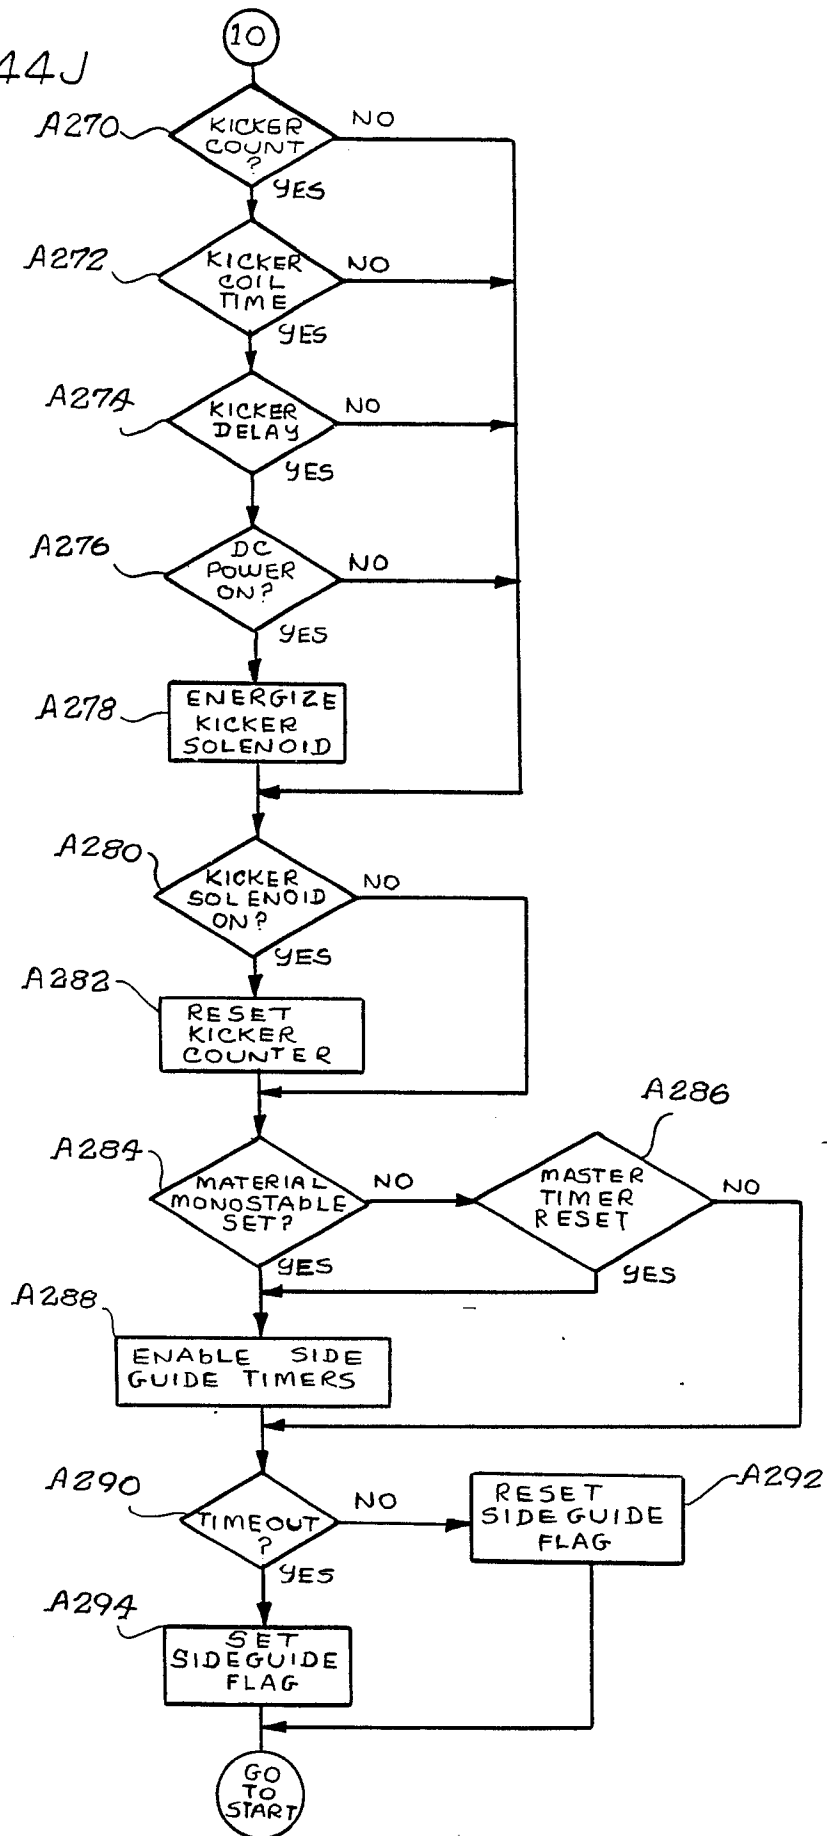 10
44J
A270
KICKER
COUNT
?
NO
YES
A272
KICKER
COIL
TIME
NO
YES
A274
KICKER
DELAY
NO
YES
A276
DC
POWER
ON?
NO
YES
A278
ENERGIZE
KICKER
SOLENOID
A280
KICKER
SOLENOID
ON?
NO
YES
A282
RESET
KICKER
COUNTER
A284
MATERIAL
MONOSTABLE
SET?
NO
YES
A286
MASTER
TIMER
RESET
NO
YES
A288
ENABLE SIDE
GUIDE TIMERS
A290
TIMEOUT
?
NO
YES
A292
RESET
SIDEGUIDE
FLAG
A294
SET
SIDEGUIDE
FLAG
GO
TO
START